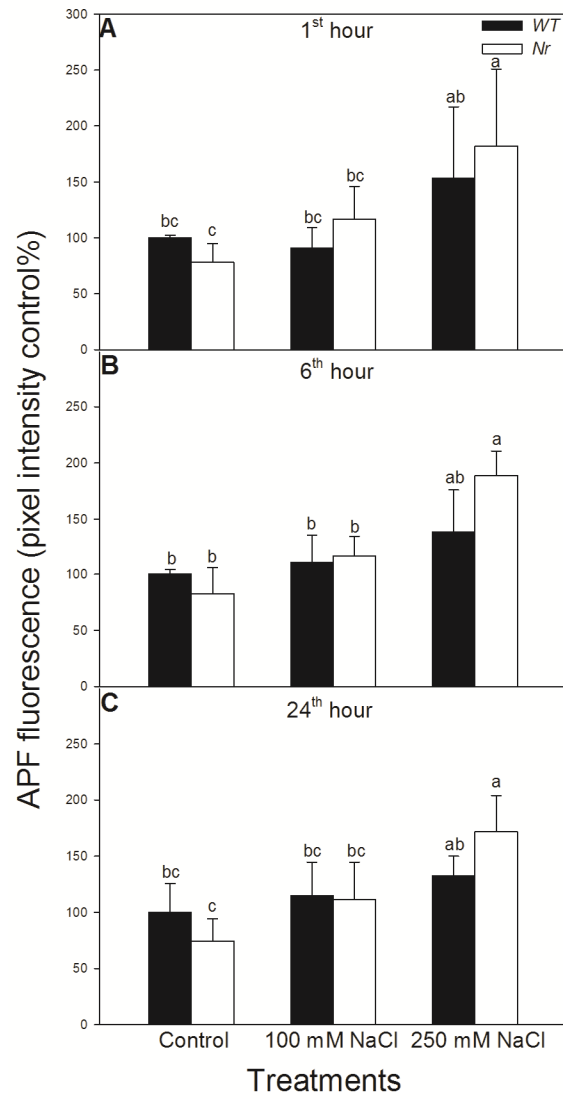 A
1st hour
WT
Nr
300
250
200
150
100
50
0
bc
c
bc
bc
ab
a
B
6th hour
250
200
150
100
50
0
b
b
b
b
ab
a
C
24th hour
250
200
150
100
50
0
bc
c
bc
bc
ab
a
APF fluorescence (pixel intensity control%)
Control 100 mM NaCl 250 mM NaCl
Treatments